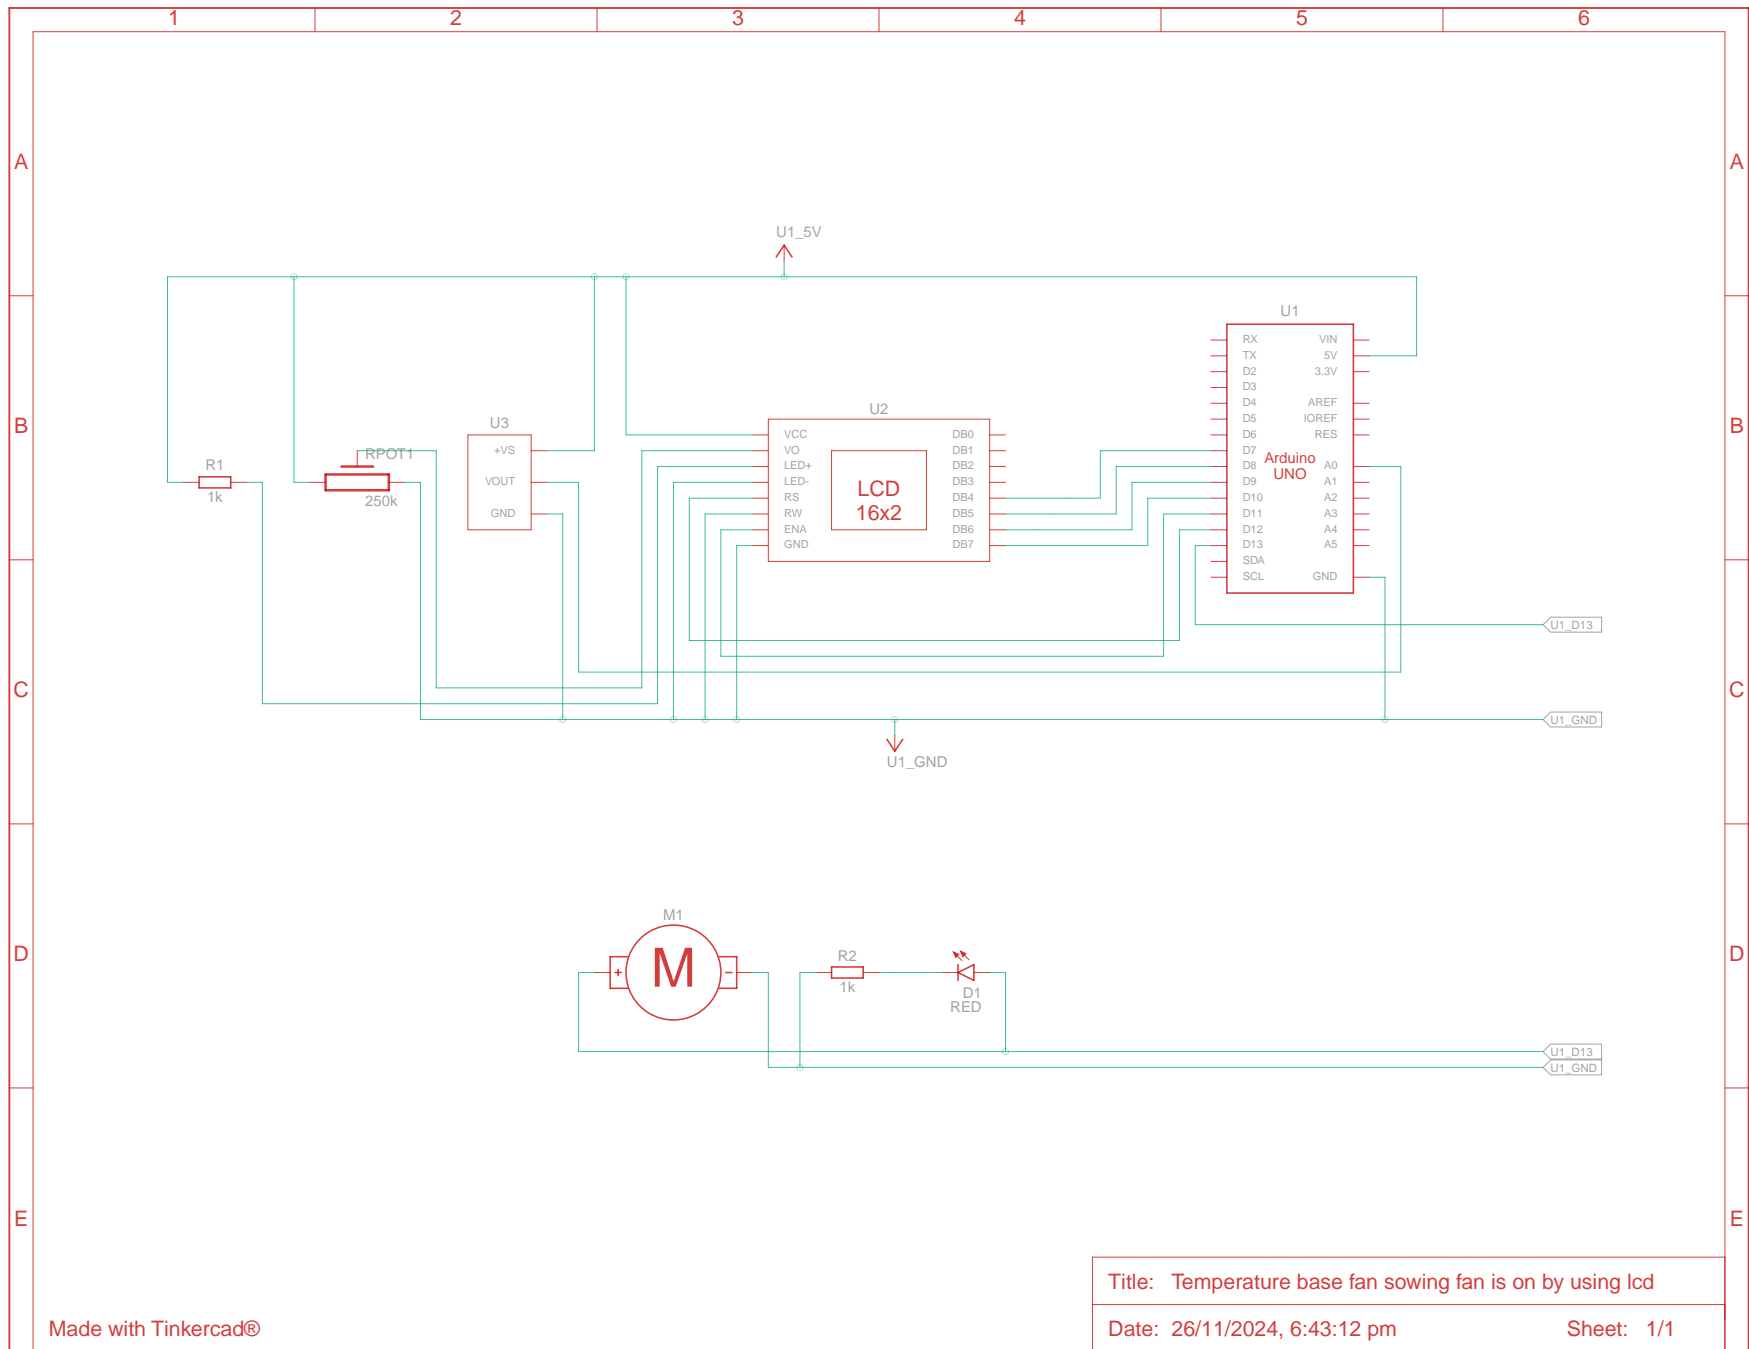 1 2 3 4 5 6
A A
U1_5V
B B
R1
1k
RPOT1
250k
U3
+VS
VOUT
GND
U2
VCC DB0
VO DB1
LED+ DB2
LED- DB3
RS DB4
RW DB5
ENA DB6
GND DB7
LCD
16x2
U1
RX VIN
TX 5V
D2 3.3V
D3
D4 AREF
D5 IOREF
D6 RES
D7
D8 A0
D9 A1
D10 A2
D11 A3
D12 A4
D13 A5
SDA
SCL GND
Arduino
UNO
U1_D13
C C
U1_GND
U1_GND
D D
M1
+ M -
R2
1k
D1
RED
U1_D13
U1_GND
E E
Title: Temperature base fan sowing fan is on by using lcd
Made with Tinkercad®
Date: 26/11/2024, 6:43:12 pm Sheet: 1/1